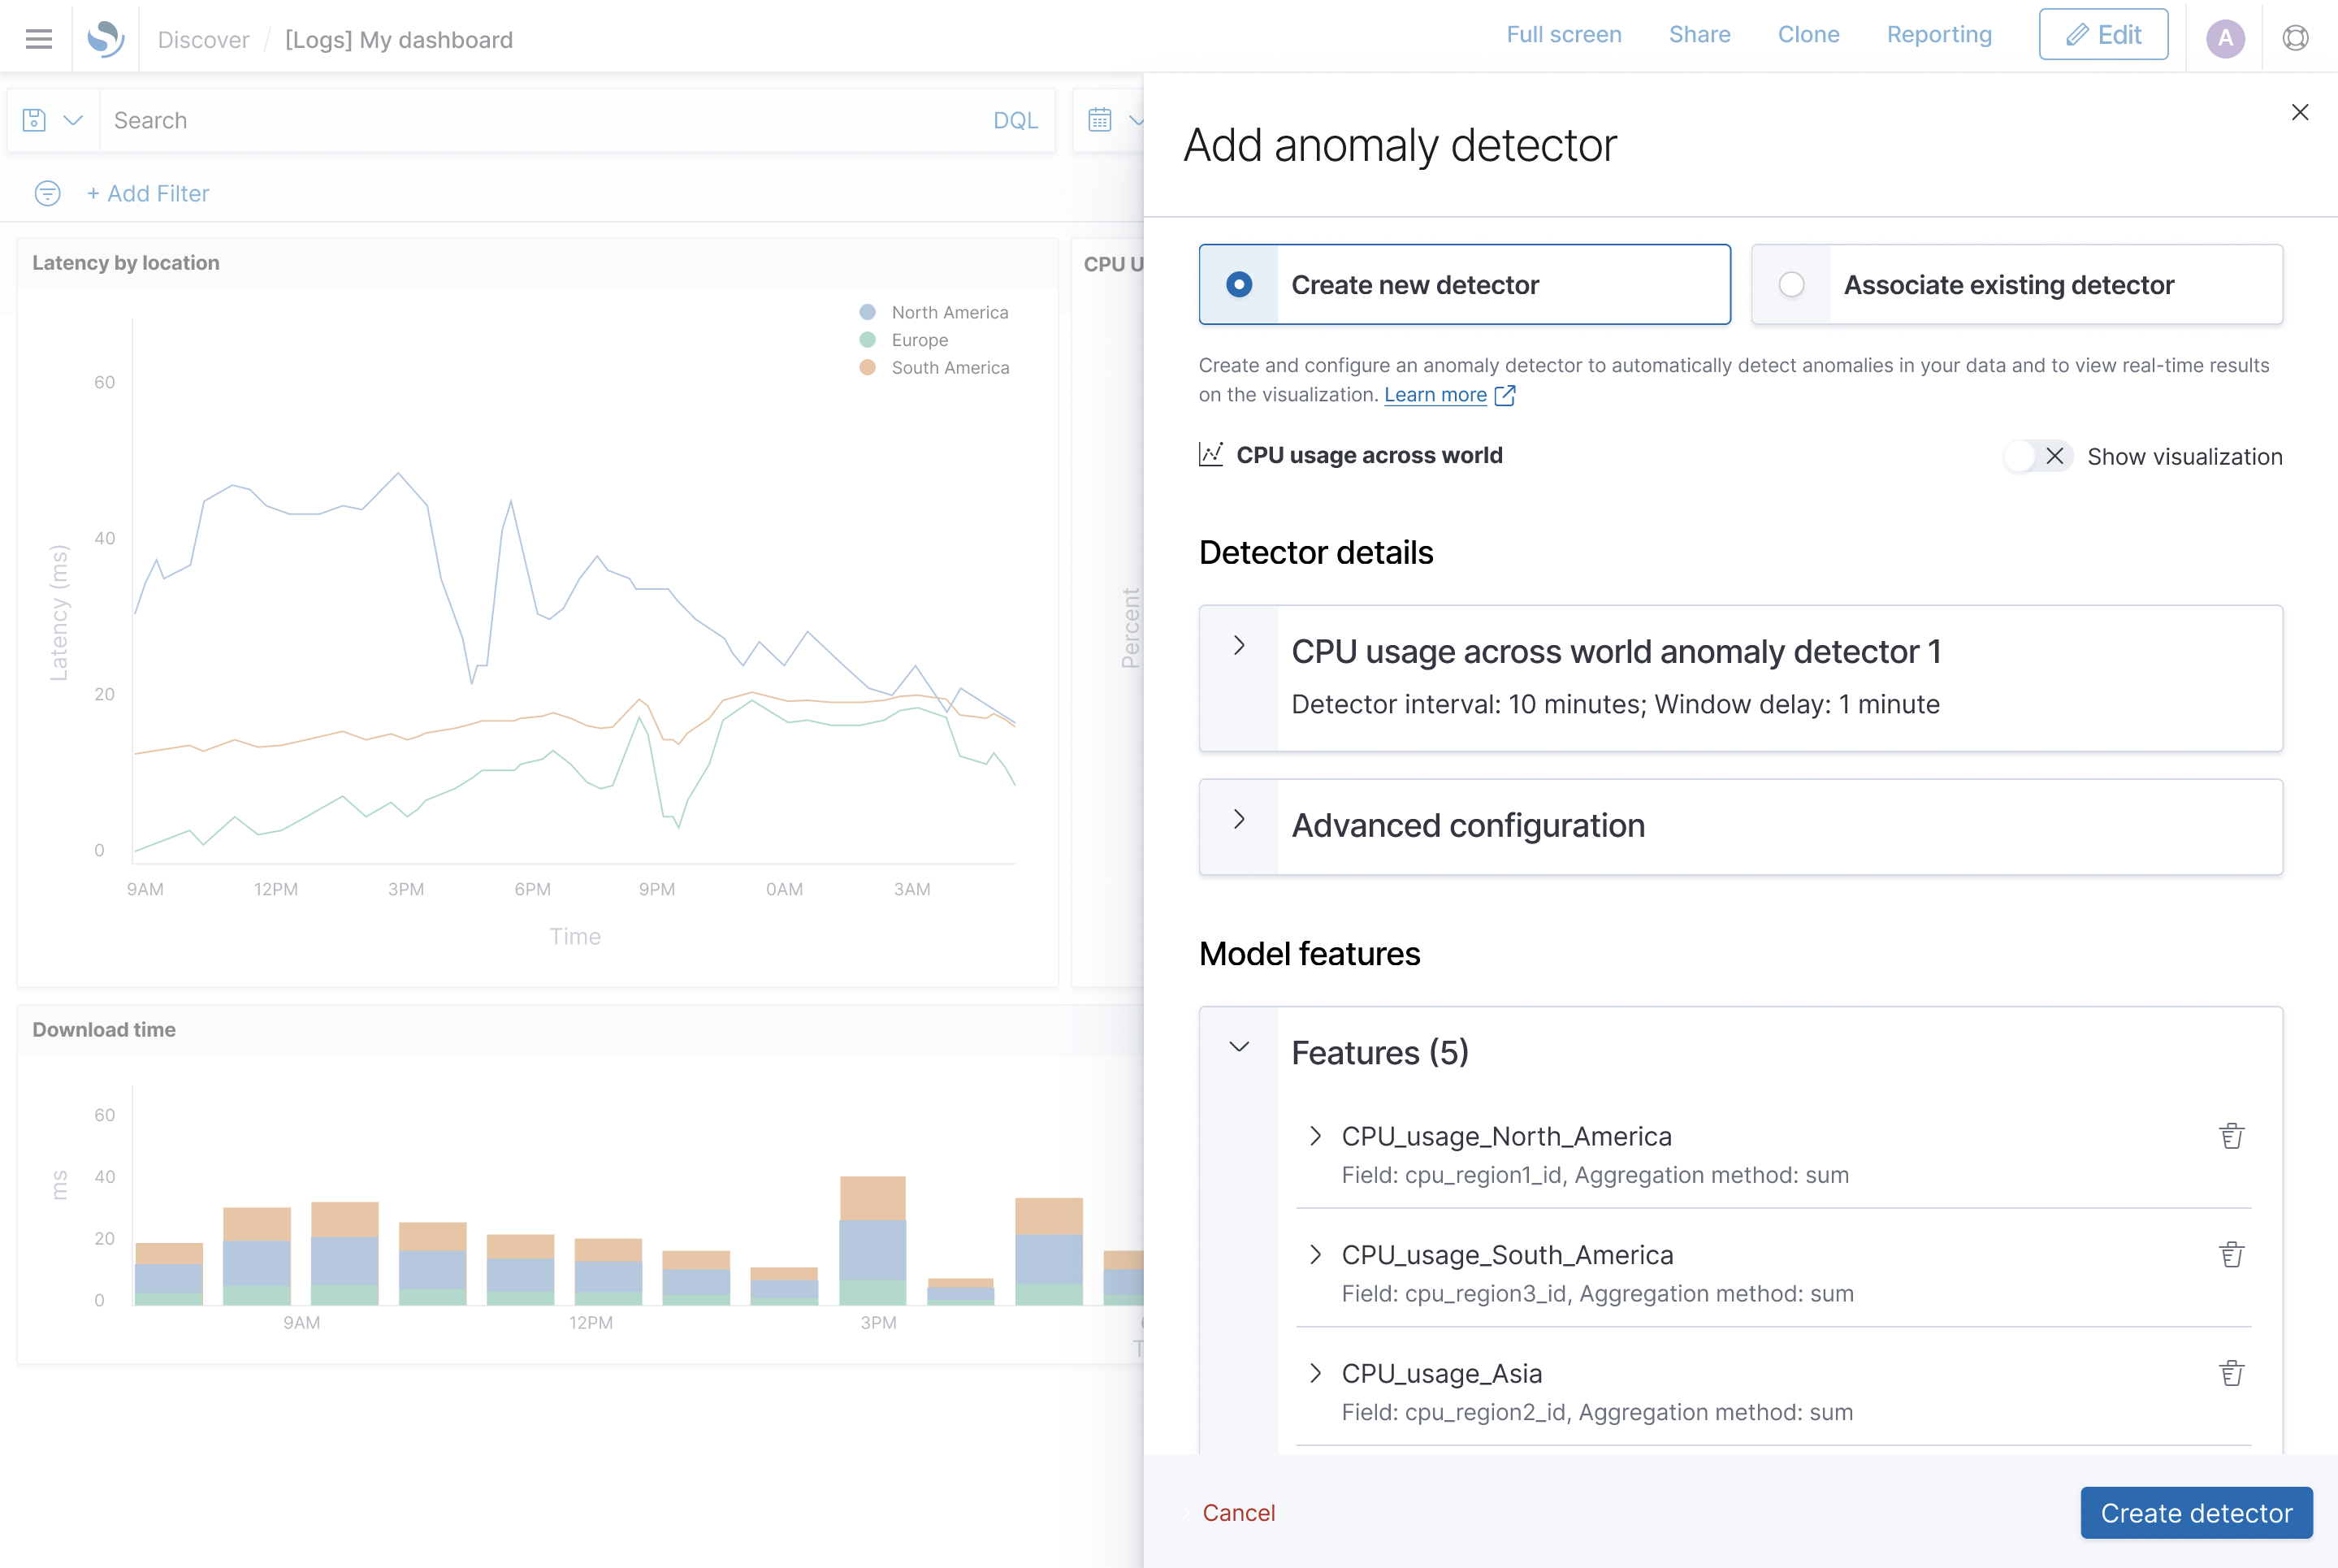 Discover / [Logs] My dashboard
Full screen
Share
Clone
Reporting
Edit
A
Search
DQL
+ Add Filter
Latency by location
North America
Europe
South America
60
40
20
0
Latency (ms)
9AM 12PM 3PM 6PM 9PM 0AM 3AM
Time
CPU U
Percent
Download time
60
40
20
0
ms
9AM 12PM 3PM
Add anomaly detector
Create new detector
Associate existing detector
Create and configure an anomaly detector to automatically detect anomalies in your data and to view real-time results
on the visualization. Learn more
CPU usage across world
Show visualization
Detector details
CPU usage across world anomaly detector 1
Detector interval: 10 minutes; Window delay: 1 minute
Advanced configuration
Model features
Features (5)
CPU_usage_North_America
Field: cpu_region1_id, Aggregation method: sum
CPU_usage_South_America
Field: cpu_region3_id, Aggregation method: sum
CPU_usage_Asia
Field: cpu_region2_id, Aggregation method: sum
Cancel
Create detector